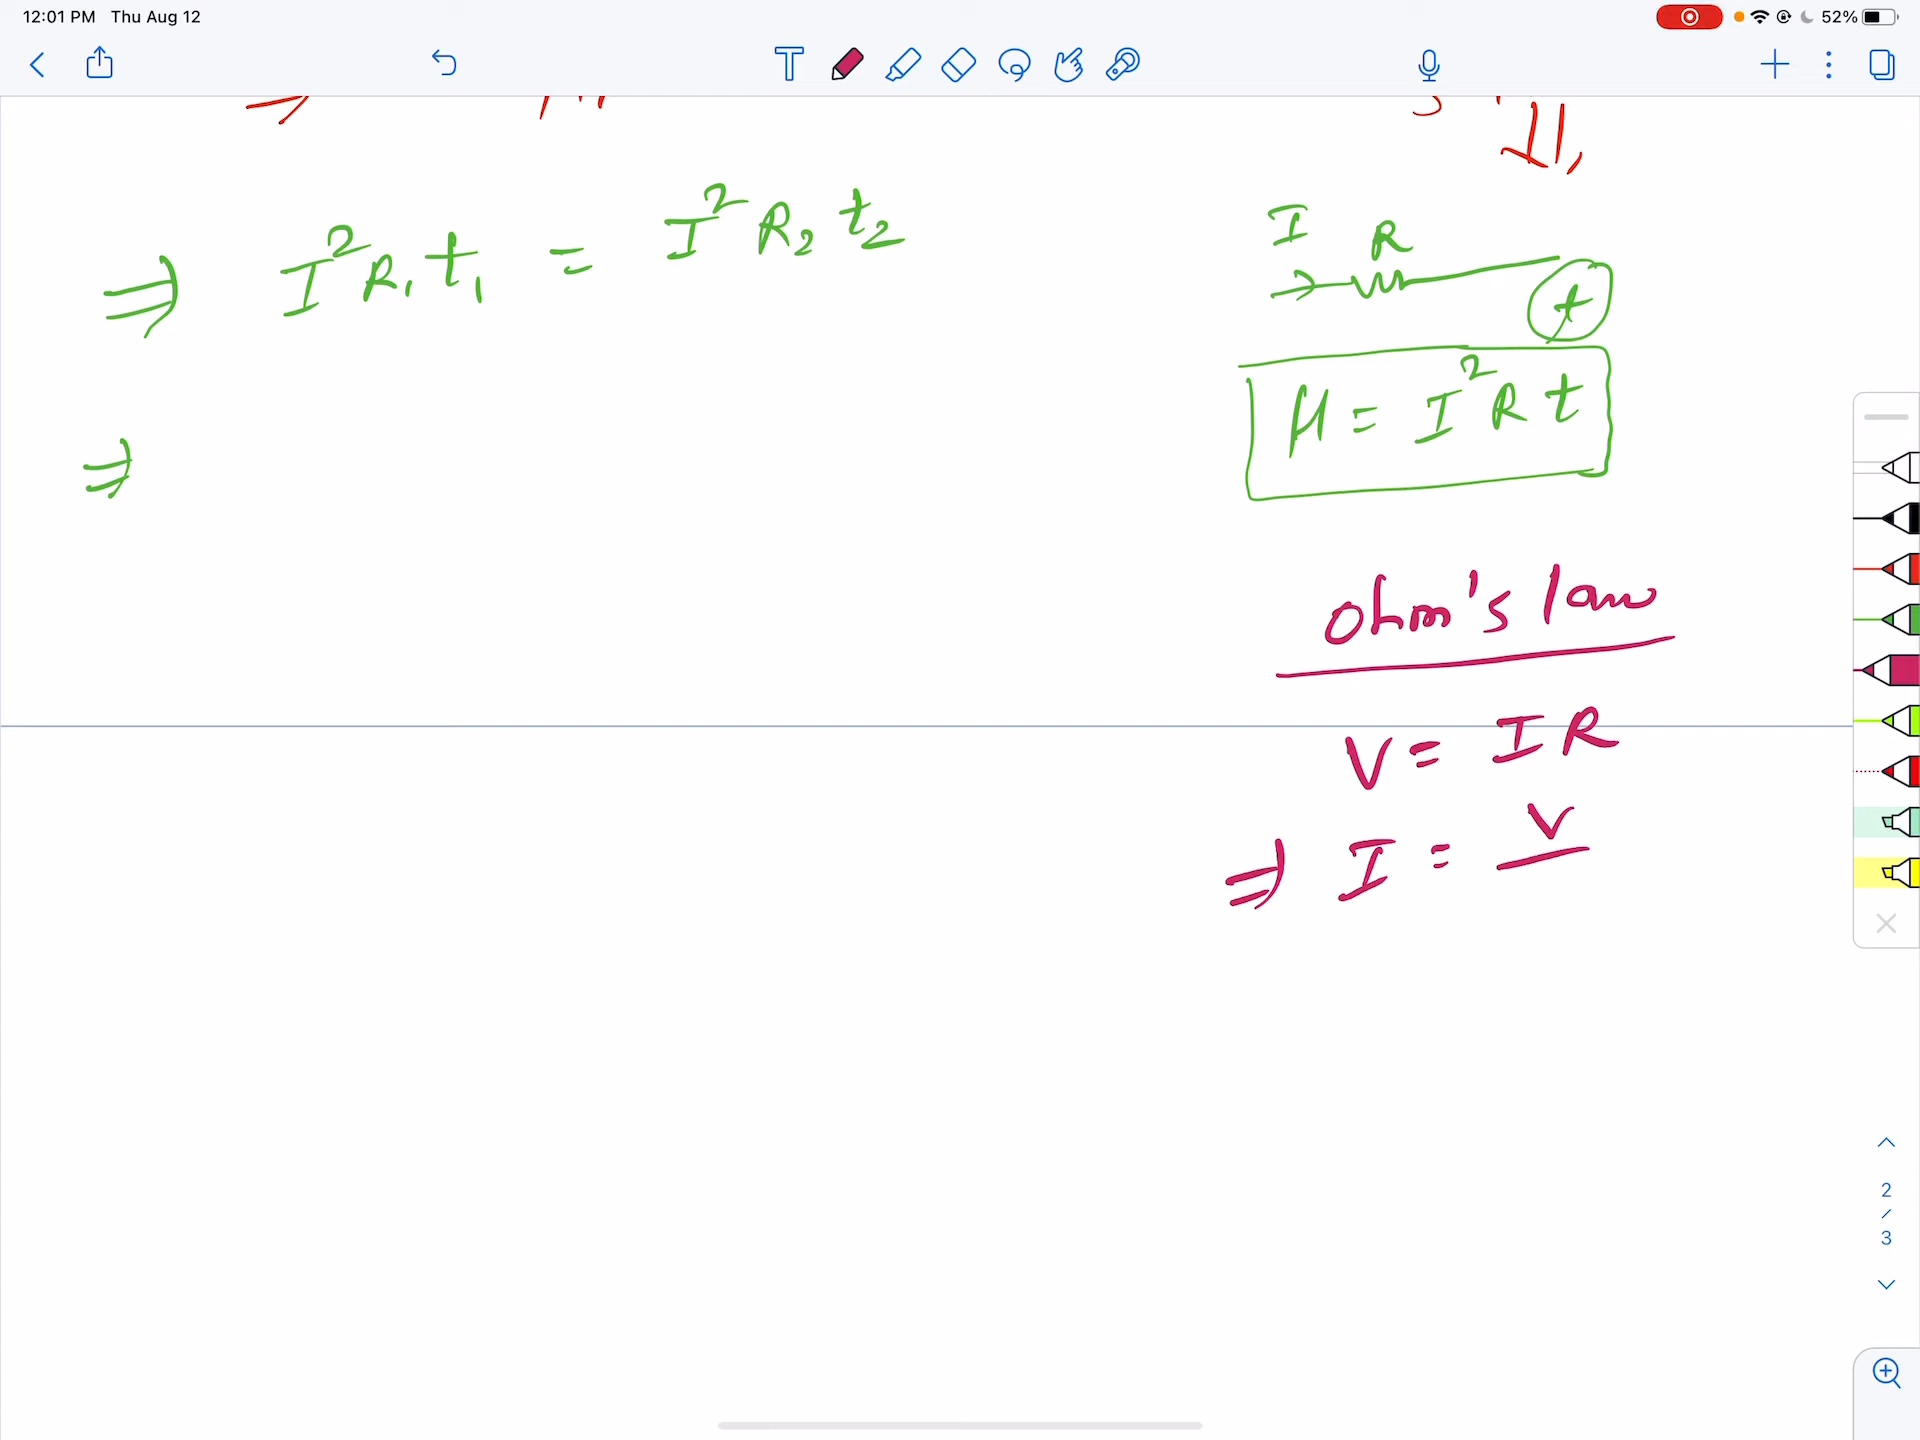 12:01 PM Thu Aug 12
52%
⇒ I²R₁t₁ = I²R₂t₂
I
R
t
H = I²Rt
⇒
ohm's law
V = IR
⇒ I = V
2
/
3